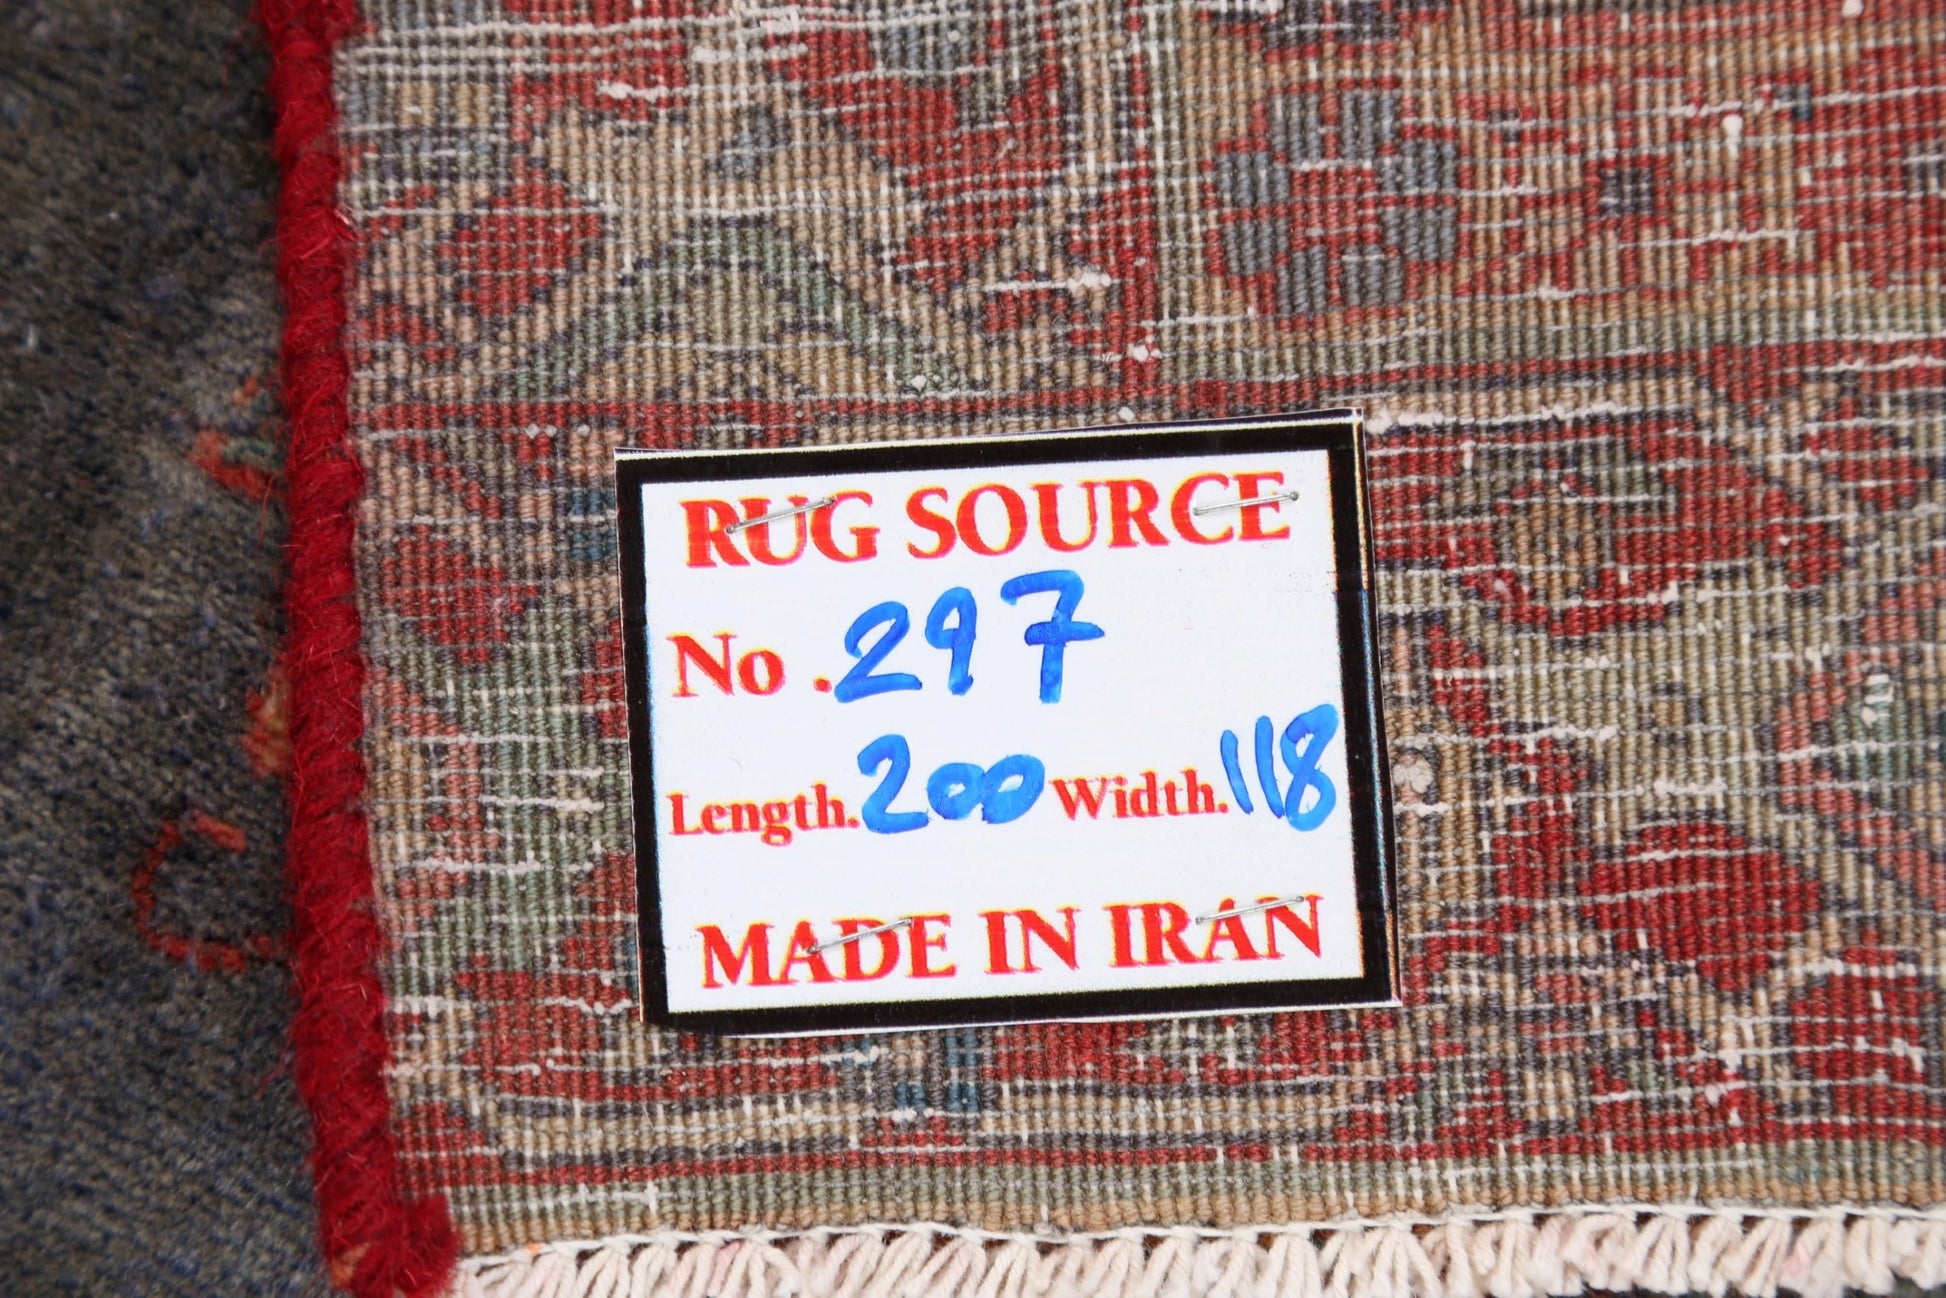 RUG SOURCE
No .297
Length.200 Width.118
MADE IN IRAN